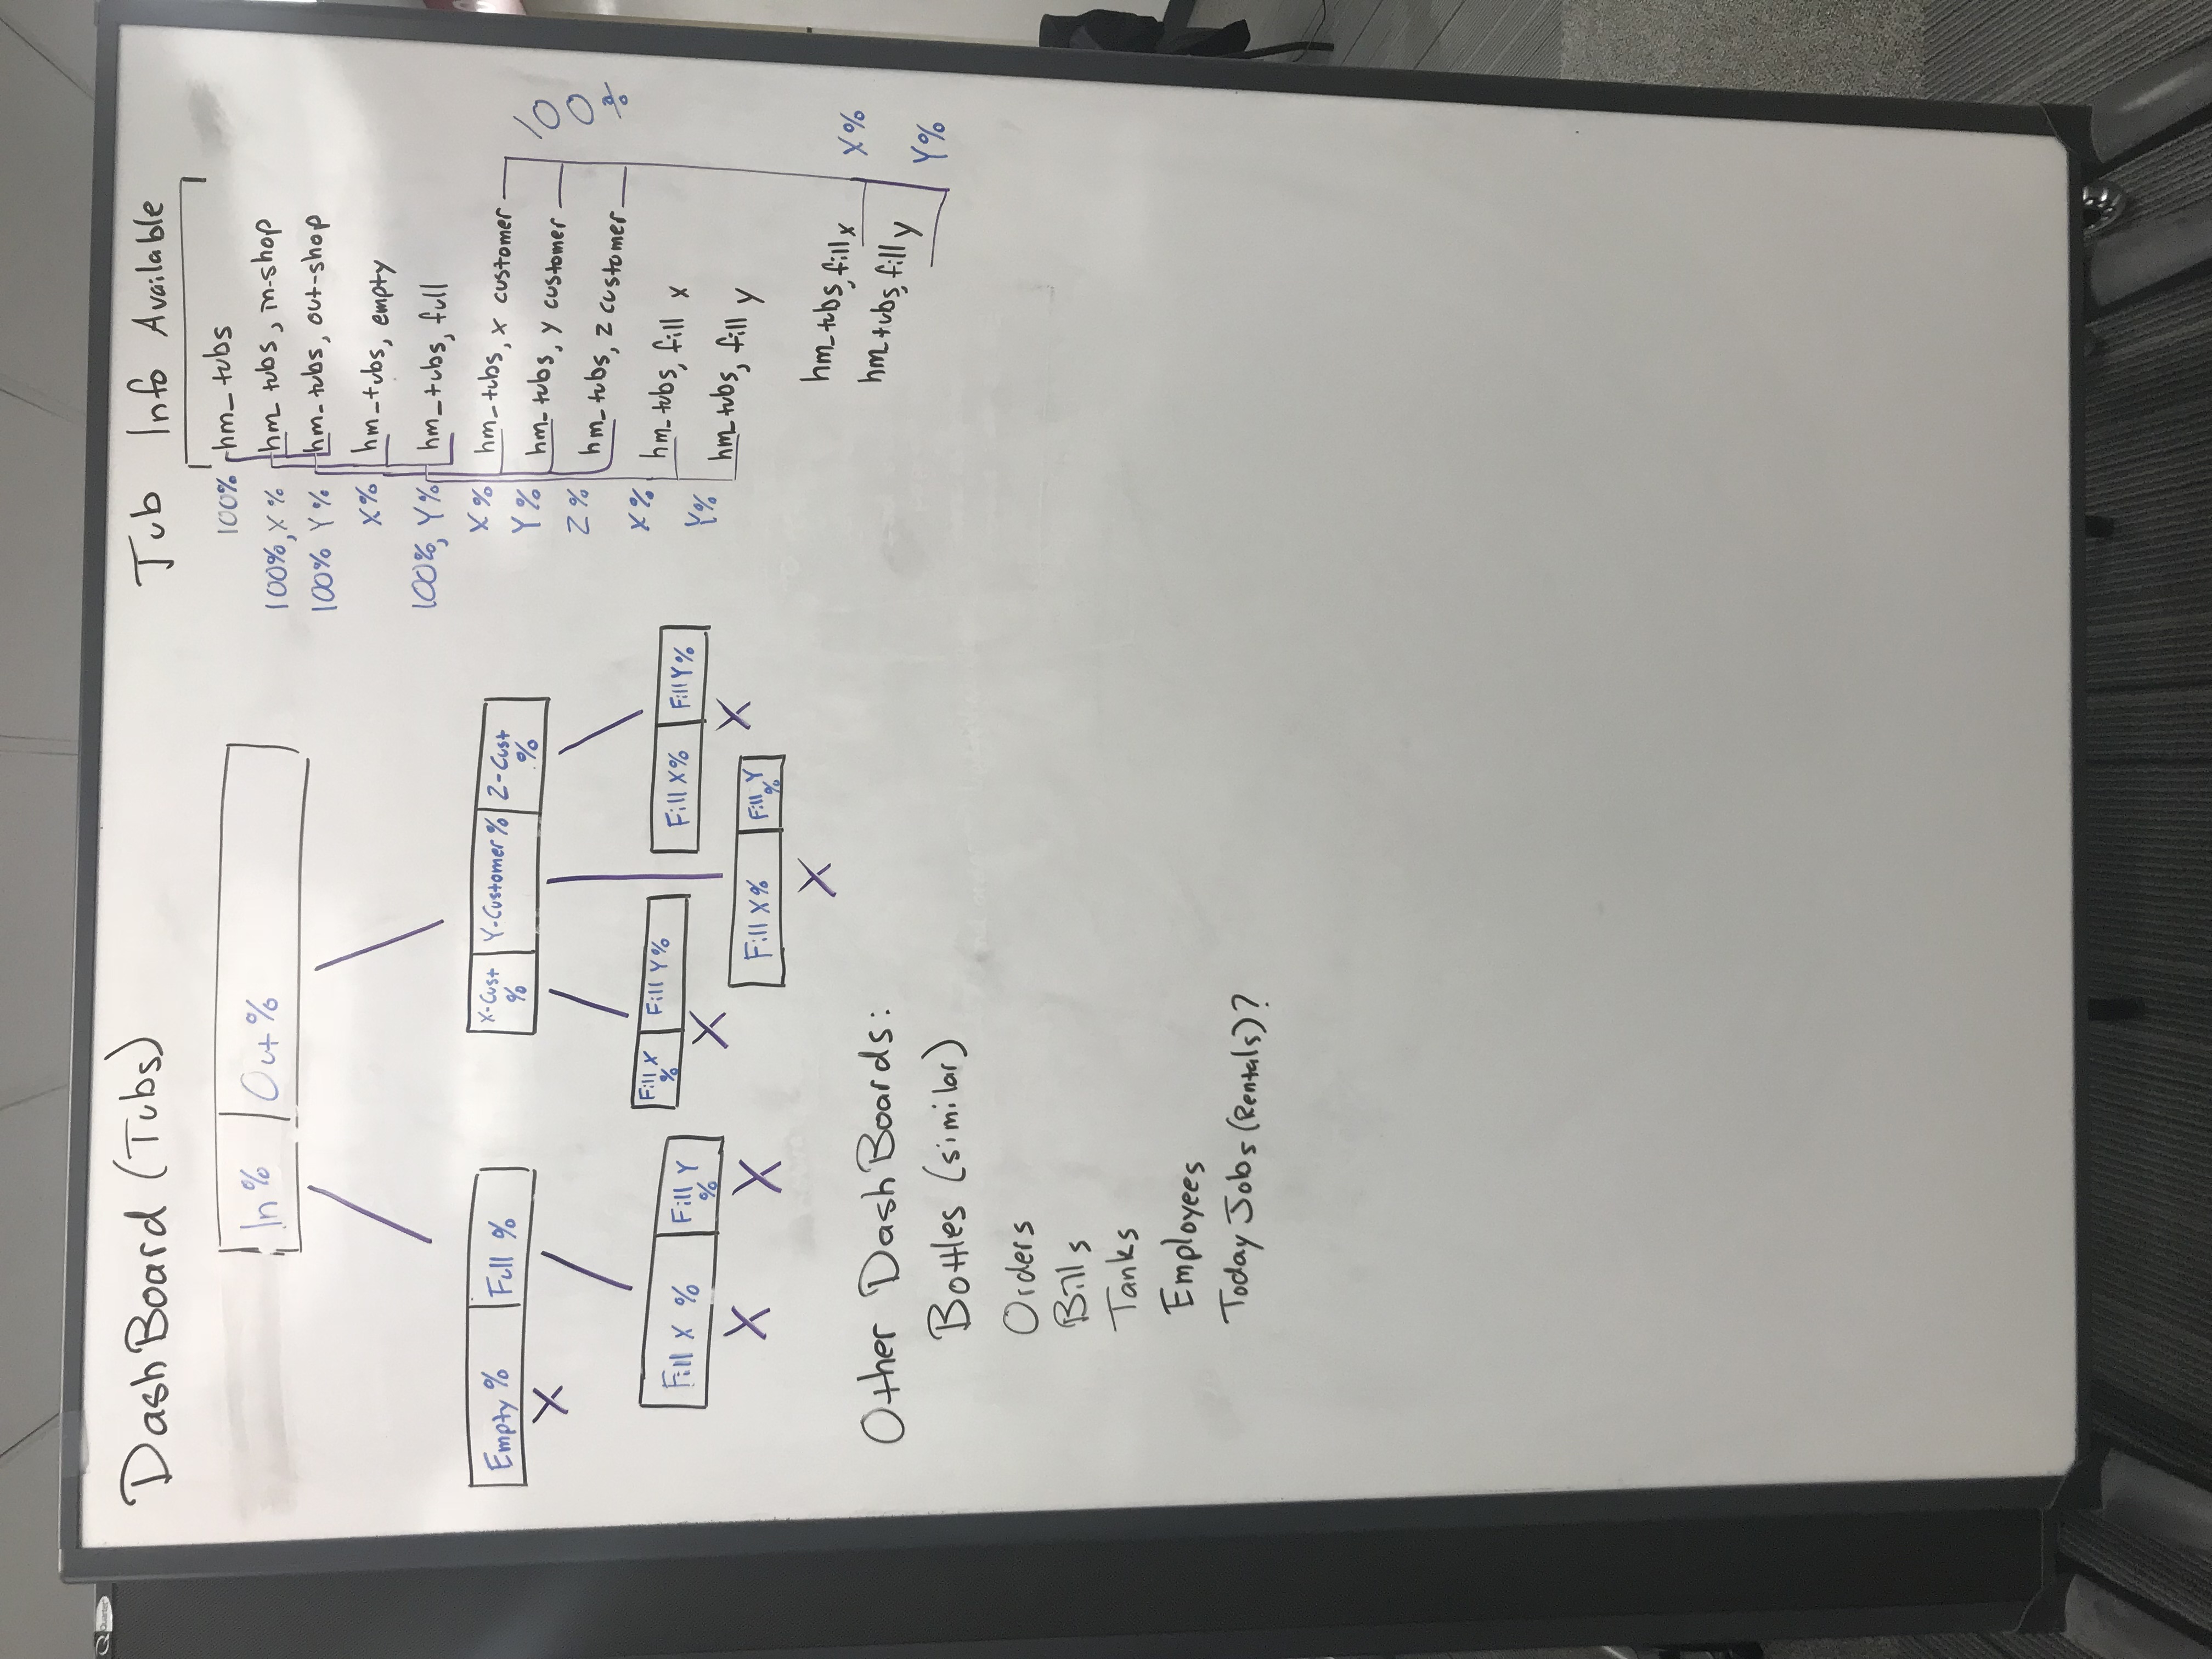 Quartet
DashBoard (Tubs)
In % Out %
Empty % Full %
X-Cust % Y-Customer % Z-Cust %
X
Fill X % Fill Y %
Fill X % Fill Y %
Fill X % Fill Y %
X X
X
X
Fill X % Fill Y %
X
Other DashBoards:
Bottles (similar)
Orders
Bills
Tanks
Employees
Today Jobs (Rentals)?
Tub Info Available
100% hm_tubs
100%, X % hm_tubs, in-shop
100% Y % hm_tubs, out-shop
X % hm_tubs, empty
100%, Y % hm_tubs, full
X % hm_tubs, x customer
Y % hm_tubs, y customer
Z % hm_tubs, z customer
100%
X % hm_tubs, fill x
Y % hm_tubs, fill y
hm_tubs, fill x X %
hm_tubs, fill y Y %